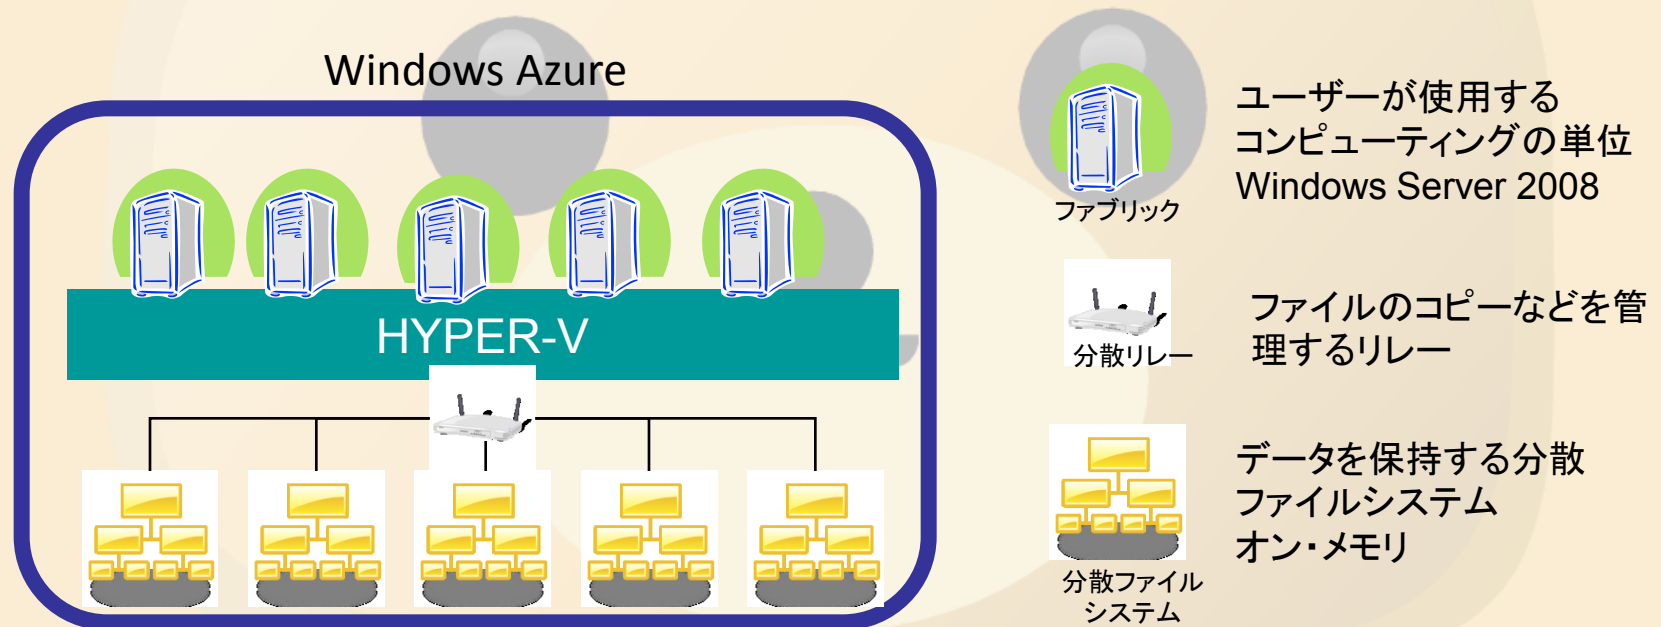 Windows Azure
HYPER-V
ファブリック
ユーザーが使用する
コンピューティングの単位
Windows Server 2008
分散リレー
ファイルのコピーなどを管
理するリレー
分散ファイル
システム
データを保持する分散
ファイルシステム
オン・メモリ